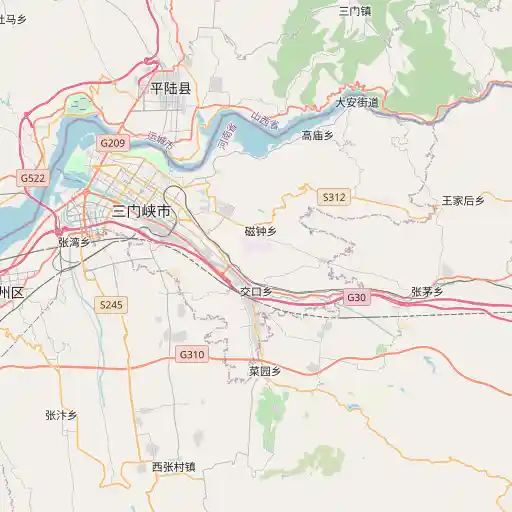 三门镇
杜马乡
平陆县
大安街道
山西省
运城市
河南省
高庙乡
G209
G522
S312
王家后乡
三门峡市
磁钟乡
张湾乡
州区
交口乡
G30
张茅乡
S245
G310
菜园乡
张汴乡
西张村镇